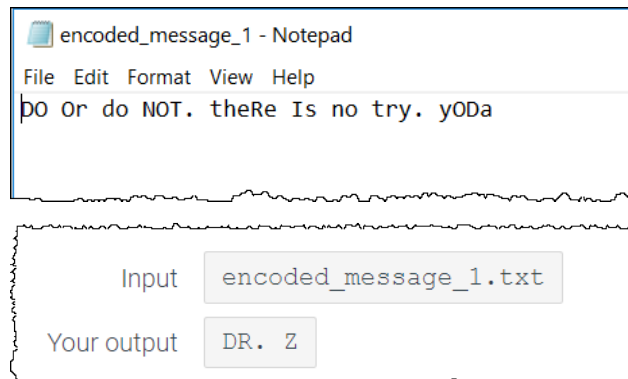 encoded_message_1 - Notepad
File Edit Format View Help
DO Or do NOT. theRe Is no try. yODa
Input encoded_message_1.txt
Your output DR. Z